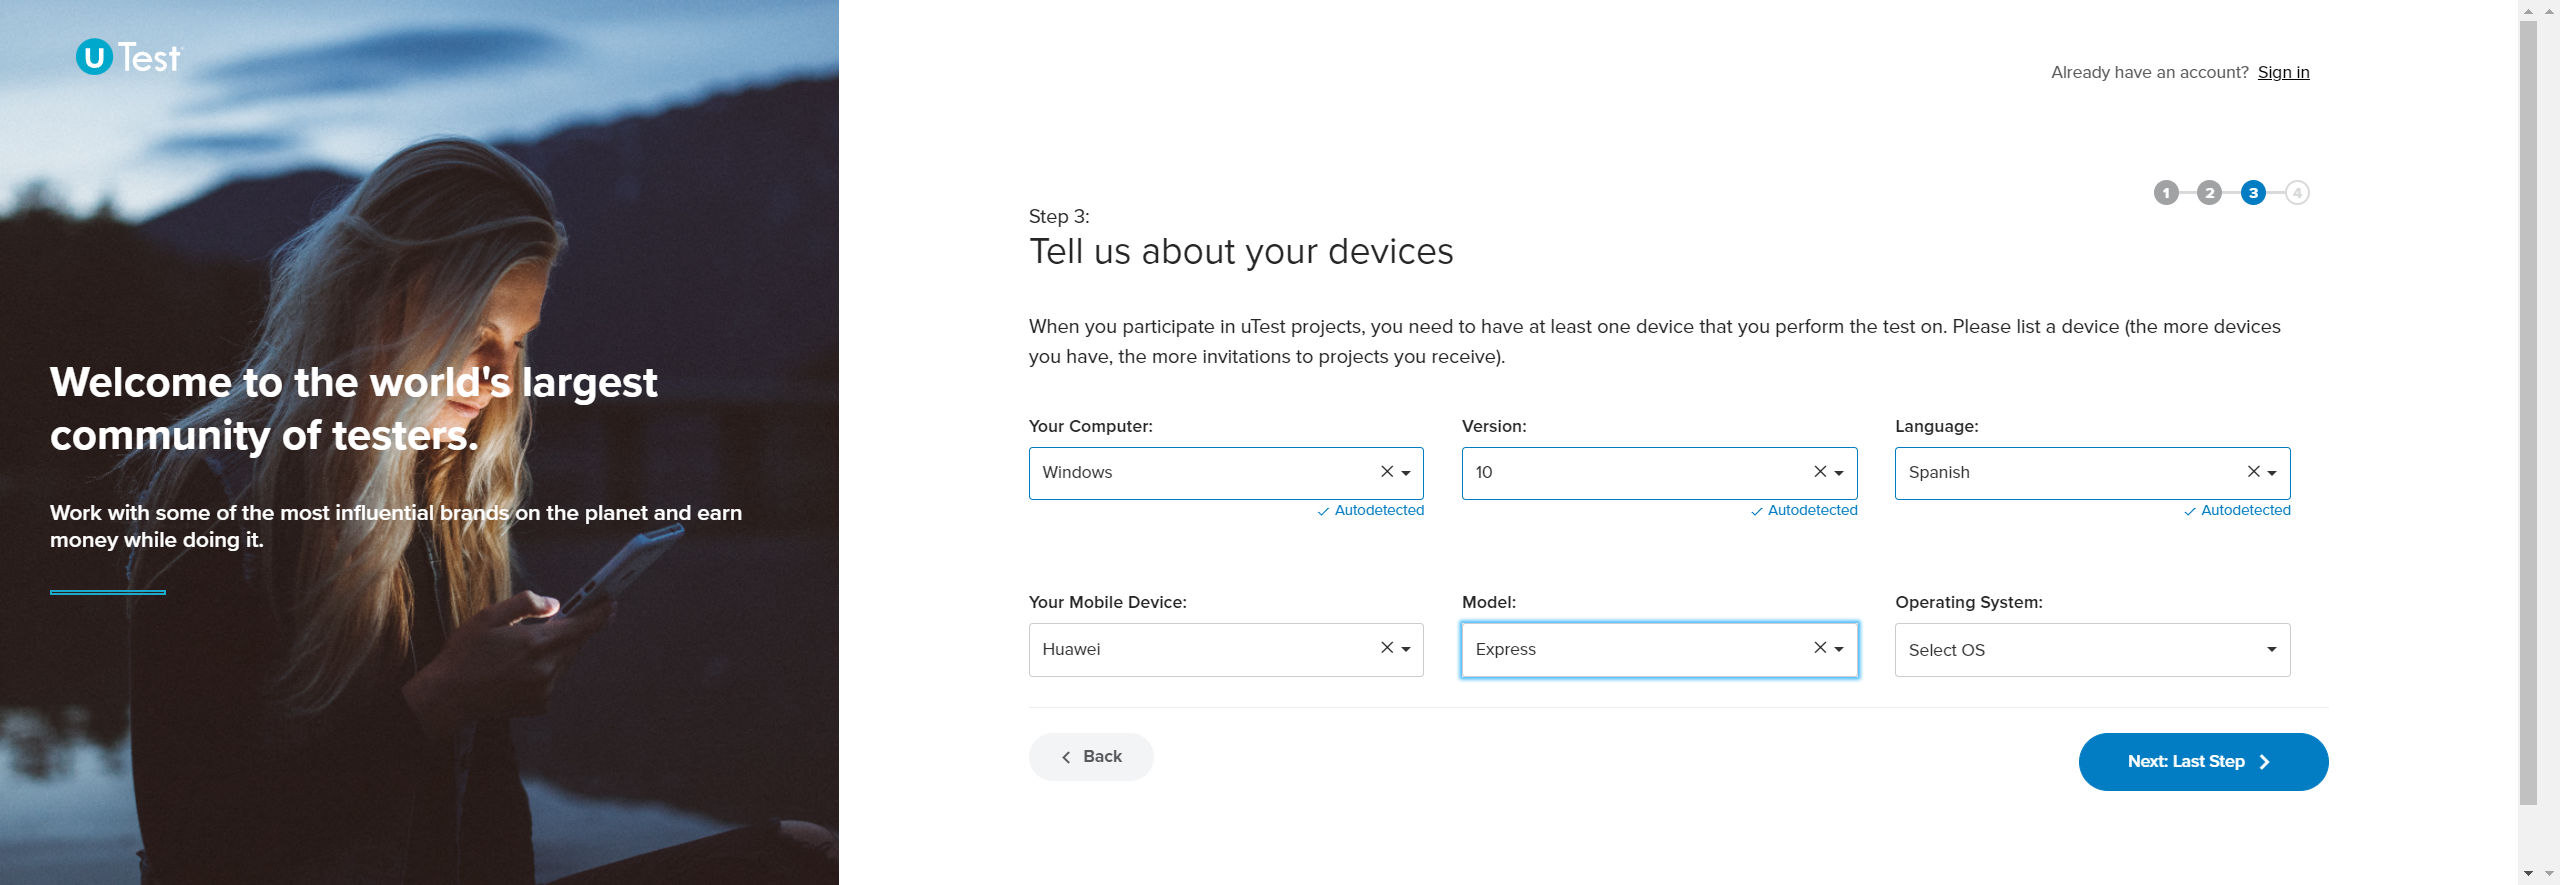 uTest
Already have an account? Sign in
1 2 3 4
Step 3:
Tell us about your devices
When you participate in uTest projects, you need to have at least one device that you perform the test on. Please list a device (the more devices
you have, the more invitations to projects you receive).
Welcome to the world's largest
community of testers.
Work with some of the most influential brands on the planet and earn
money while doing it.
Your Computer: Version: Language:
Windows 10 Spanish
Autodetected Autodetected Autodetected
Your Mobile Device: Model: Operating System:
Huawei Express Select OS
Back Next: Last Step